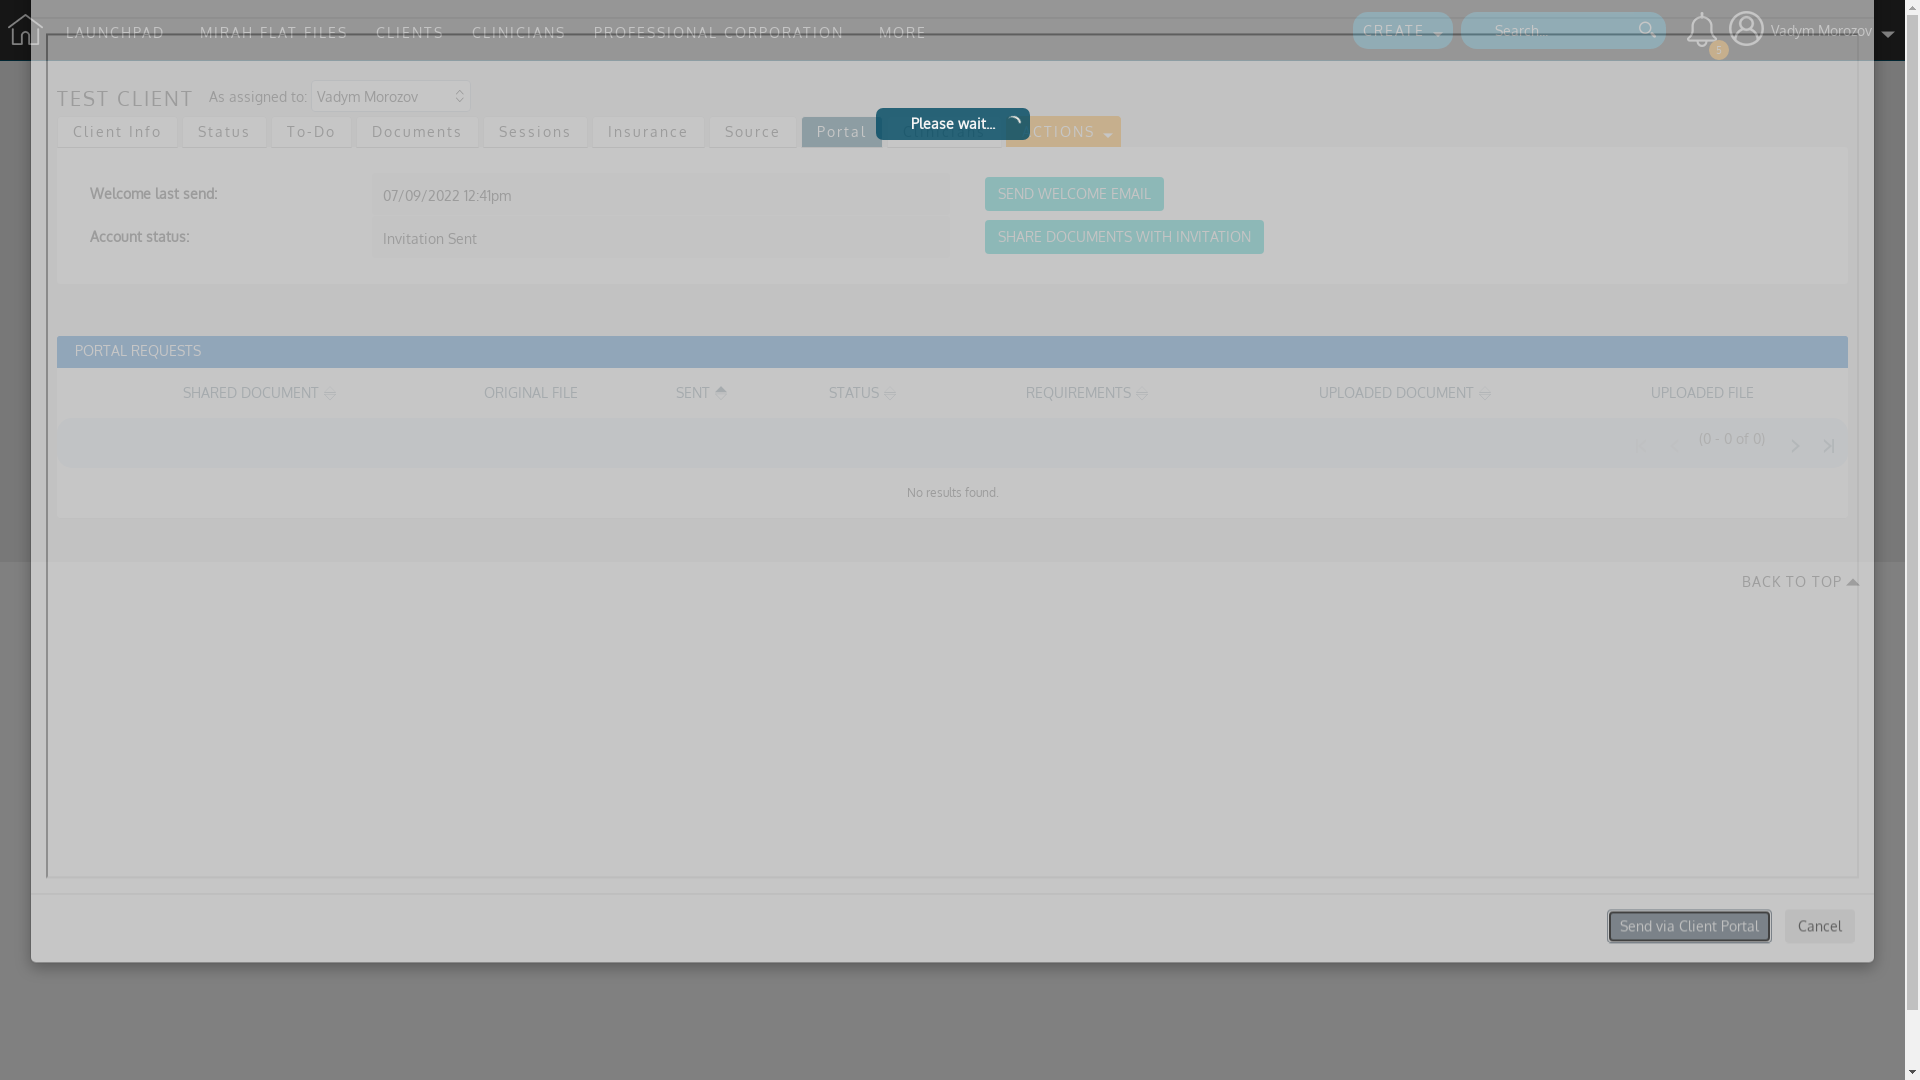 LAUNCHPAD MIRAH FLAT FILES CLIENTS CLINICIANS PROFESSIONAL CORPORATION MORE CREATE Search Vadym Morozov
5
TEST CLIENT As assigned to: Vadym Morozov
Please wait...
Client Info Status To-Do Documents Sessions Insurance Source Portal CTIONS
Welcome last send: 07/09/2022 12:41pm SEND WELCOME EMAIL
Account status: Invitation Sent SHARE DOCUMENTS WITH INVITATION
PORTAL REQUESTS
SHARED DOCUMENT ORIGINAL FILE SENT STATUS REQUIREMENTS UPLOADED DOCUMENT UPLOADED FILE
(0 - 0 of 0)
No results found.
BACK TO TOP
Send via Client Portal Cancel